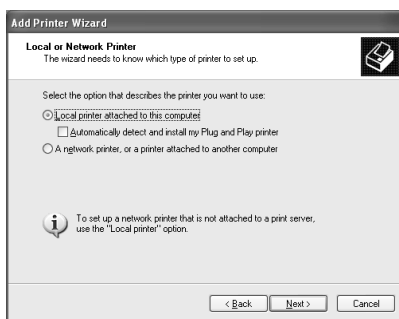 Add Printer Wizard
Local or Network Printer
The wizard needs to know which type of printer to set up.
Select the option that describes the printer you want to use:
Local printer attached to this computer
Automatically detect and install my Plug and Play printer
A network printer, or a printer attached to another computer
To set up a network printer that is not attached to a print server,
use the "Local printer" option.
< Back Next > Cancel